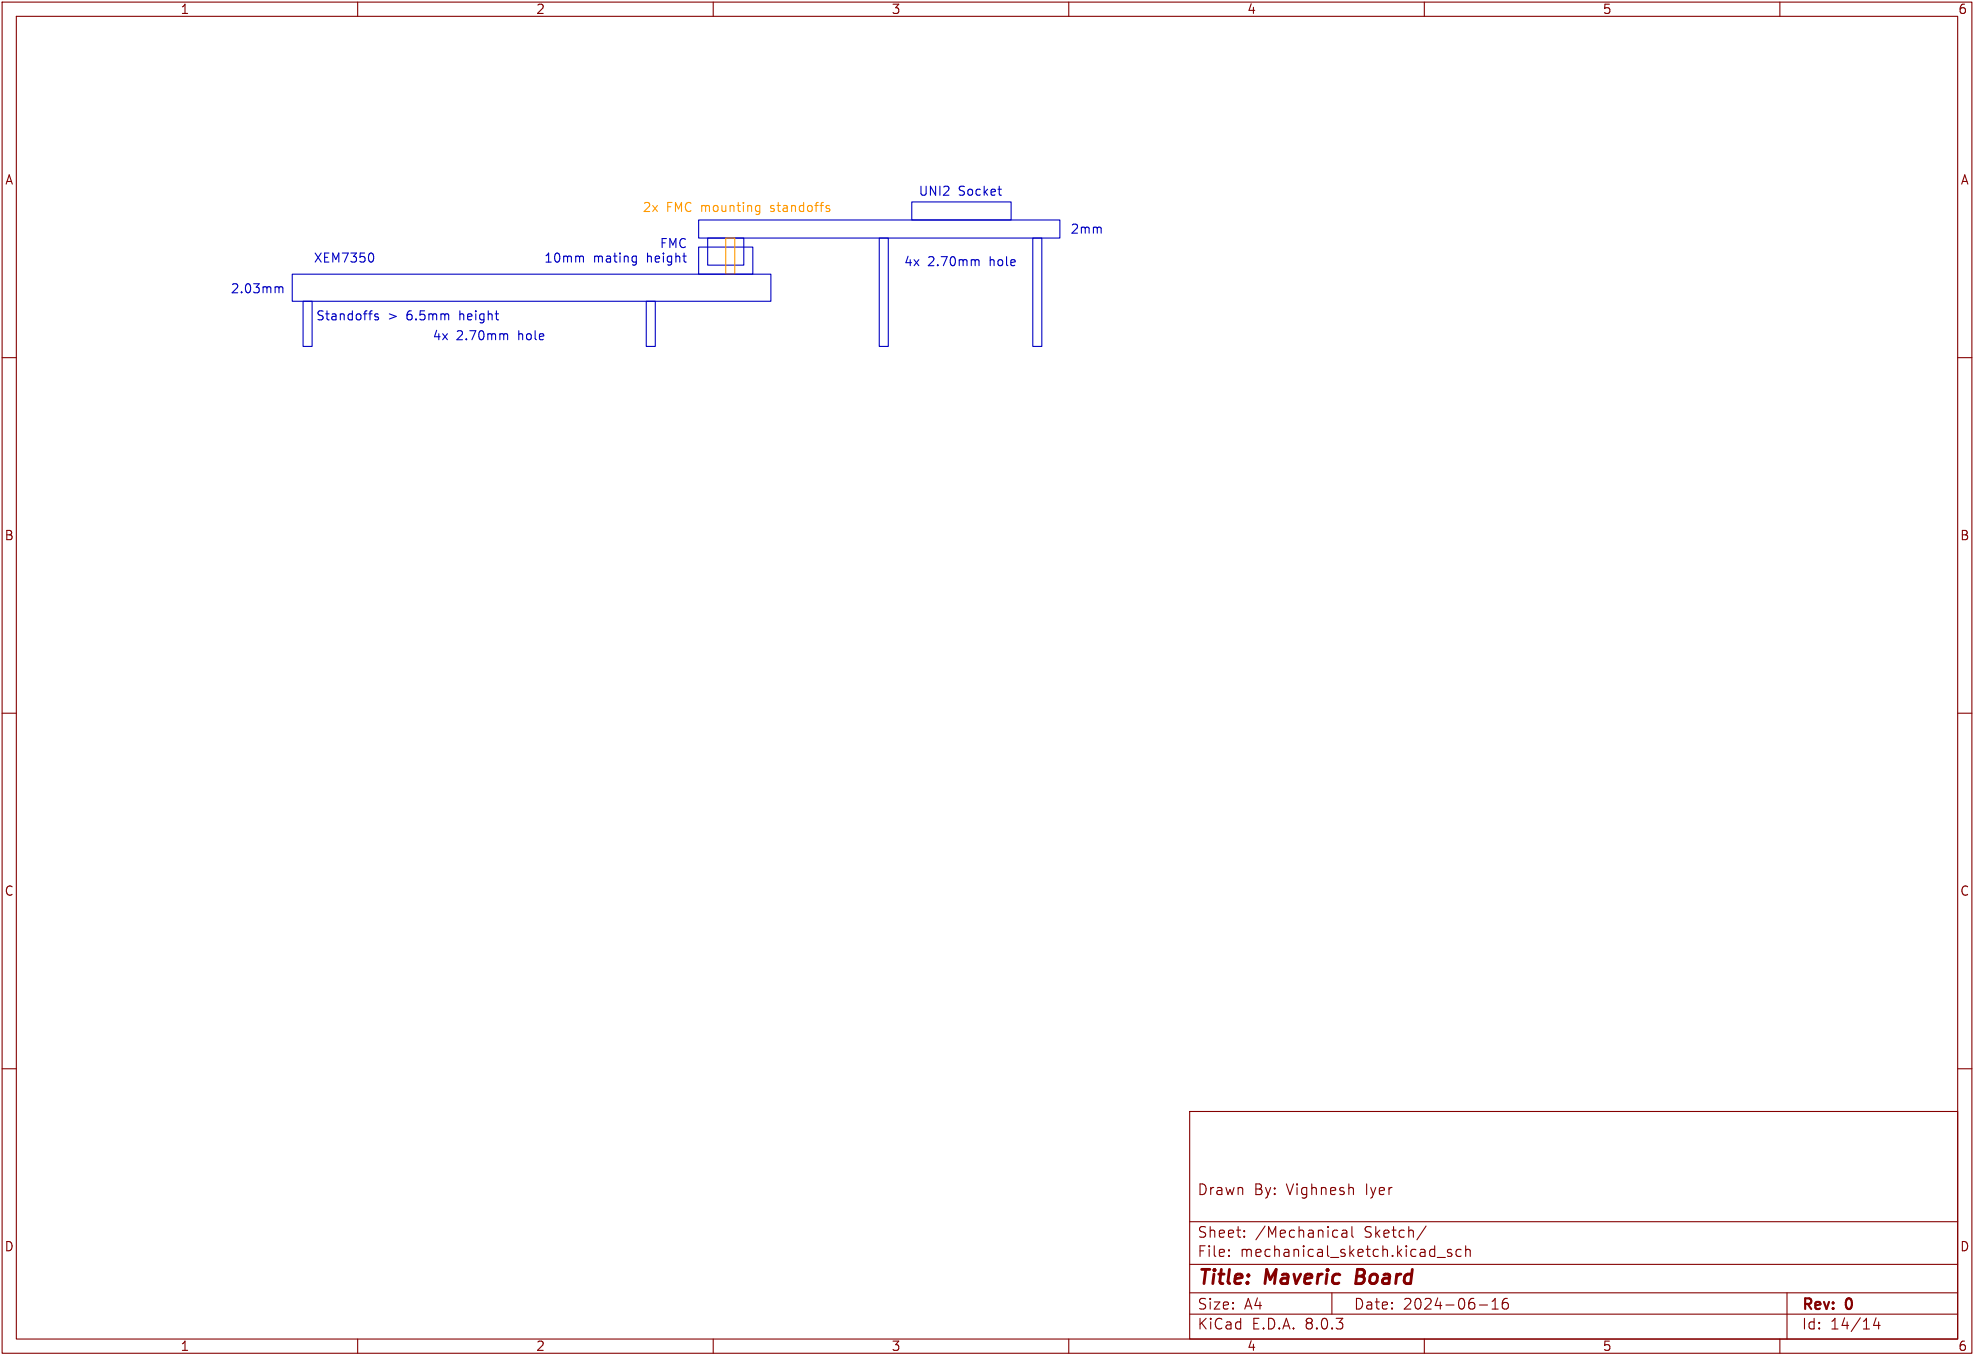 1 2 3 4 5 6
A A
UNI2 Socket
2x FMC mounting standoffs
2mm
FMC
XEM7350 10mm mating height
4x 2.70mm hole
2.03mm
Standoffs > 6.5mm height
4x 2.70mm hole
B B
C C
Drawn By: Vighnesh Iyer
Sheet: /Mechanical Sketch/
D D
File: mechanical_sketch.kicad_sch
Title: Maveric Board
Size: A4 Date: 2024-06-16 Rev: 0
KiCad E.D.A. 8.0.3 Id: 14/14
1 2 3 4 5 6